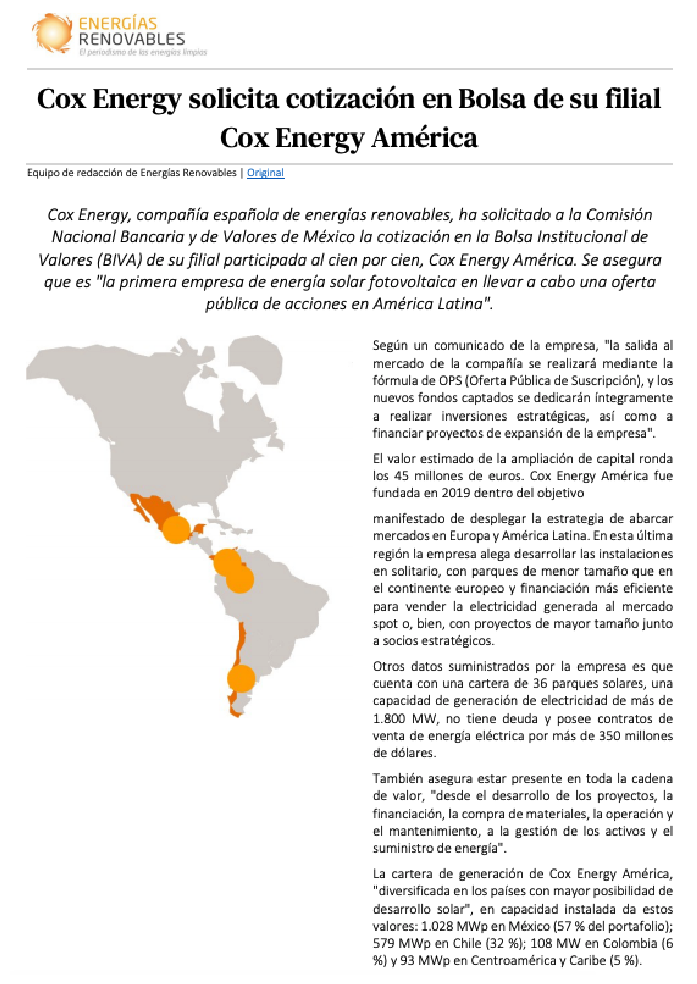 ENERGÍAS
RENOVABLES
El periodismo de las energías limpias
Cox Energy solicita cotización en Bolsa de su filial
Cox Energy América
Equipo de redacción de Energías Renovables | Original
Cox Energy, compañía española de energías renovables, ha solicitado a la Comisión
Nacional Bancaria y de Valores de México la cotización en la Bolsa Institucional de
Valores (BIVA) de su filial participada al cien por cien, Cox Energy América. Se asegura
que es "la primera empresa de energía solar fotovoltaica en llevar a cabo una oferta
pública de acciones en América Latina".
Según un comunicado de la empresa, "la salida al
mercado de la compañía se realizará mediante la
fórmula de OPS (Oferta Pública de Suscripción), y los
nuevos fondos captados se dedicarán íntegramente
a realizar inversiones estratégicas, así como a
financiar proyectos de expansión de la empresa".
El valor estimado de la ampliación de capital ronda
los 45 millones de euros. Cox Energy América fue
fundada en 2019 dentro del objetivo
manifestado de desplegar la estrategia de abarcar
mercados en Europa y América Latina. En esta última
región la empresa alega desarrollar las instalaciones
en solitario, con parques de menor tamaño que en
el continente europeo y financiación más eficiente
para vender la electricidad generada al mercado
spot o, bien, con proyectos de mayor tamaño junto
a socios estratégicos.
Otros datos suministrados por la empresa es que
cuenta con una cartera de 36 parques solares, una
capacidad de generación de electricidad de más de
1.800 MW, no tiene deuda y posee contratos de
venta de energía eléctrica por más de 350 millones
de dólares.
También asegura estar presente en toda la cadena
de valor, "desde el desarrollo de los proyectos, la
financiación, la compra de materiales, la operación y
el mantenimiento, a la gestión de los activos y el
suministro de energía".
La cartera de generación de Cox Energy América,
"diversificada en los países con mayor posibilidad de
desarrollo solar", en capacidad instalada da estos
valores: 1.028 MWp en México (57 % del portafolio);
579 MWp en Chile (32 %); 108 MW en Colombia (6
%) y 93 MWp en Centroamérica y Caribe (5 %).